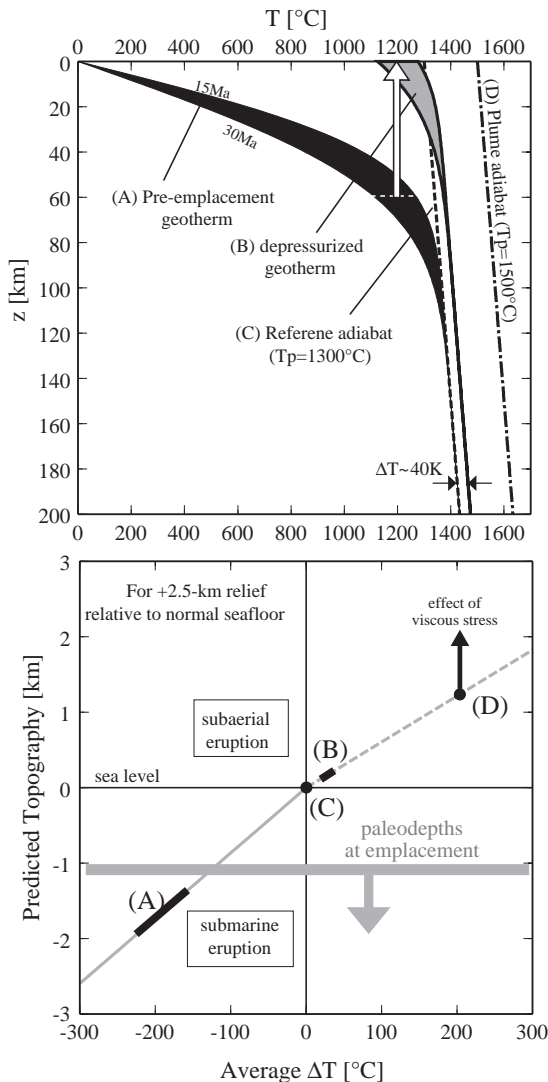 T [°C]
0 200 400 600 800 1000 1200 1400 1600
0
20
40
60
80
100
120
140
160
180
200
z [km]
15Ma
30Ma
(A) Pre-emplacement
geotherm
(B) depressurized
geotherm
(C) Referene adiabat
(Tp=1300°C)
(D) Plume adiabat (Tp=1500°C)
ΔT~40K
0 200 400 600 800 1000 1200 1400 1600
3
2
1
0
-1
-2
-3
Predicted Topography [km]
For +2.5-km relief
relative to normal seafloor
effect of
viscous stress
(D)
subaerial
eruption
(B)
sea level
(C)
paleodepths
at emplacement
(A)
submarine
eruption
-300 -200 -100 0 100 200 300
Average ΔT [°C]